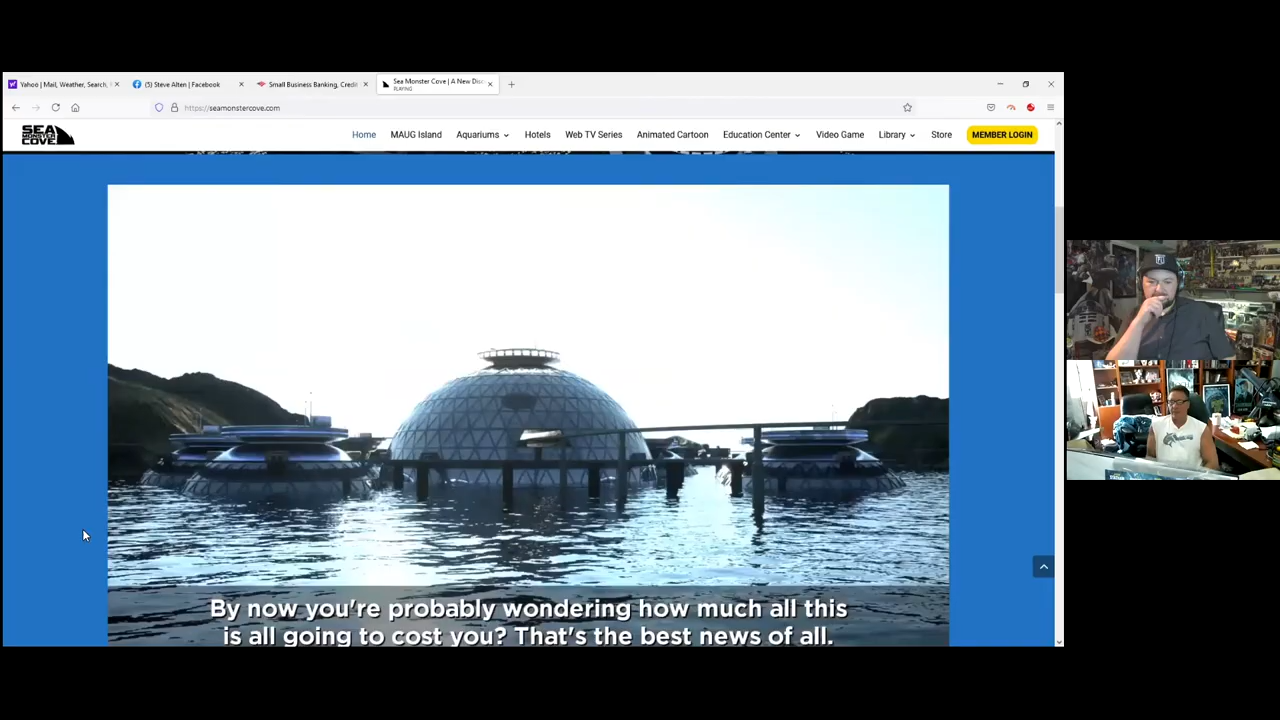 Yahoo | Mail, Weather, Search,
(5) Steve Alten | Facebook
Small Business Banking, Credit
Sea Monster Cove | A New Dim
PLAYING
https://seamonstercove.com
SEA
MONSTER
COVE
Home
MAUG Island
Aquariums
Hotels
Web TV Series
Animated Cartoon
Education Center
Video Game
Library
Store
MEMBER LOGIN
By now you're probably wondering how much all this
is all going to cost you? That's the best news of all.